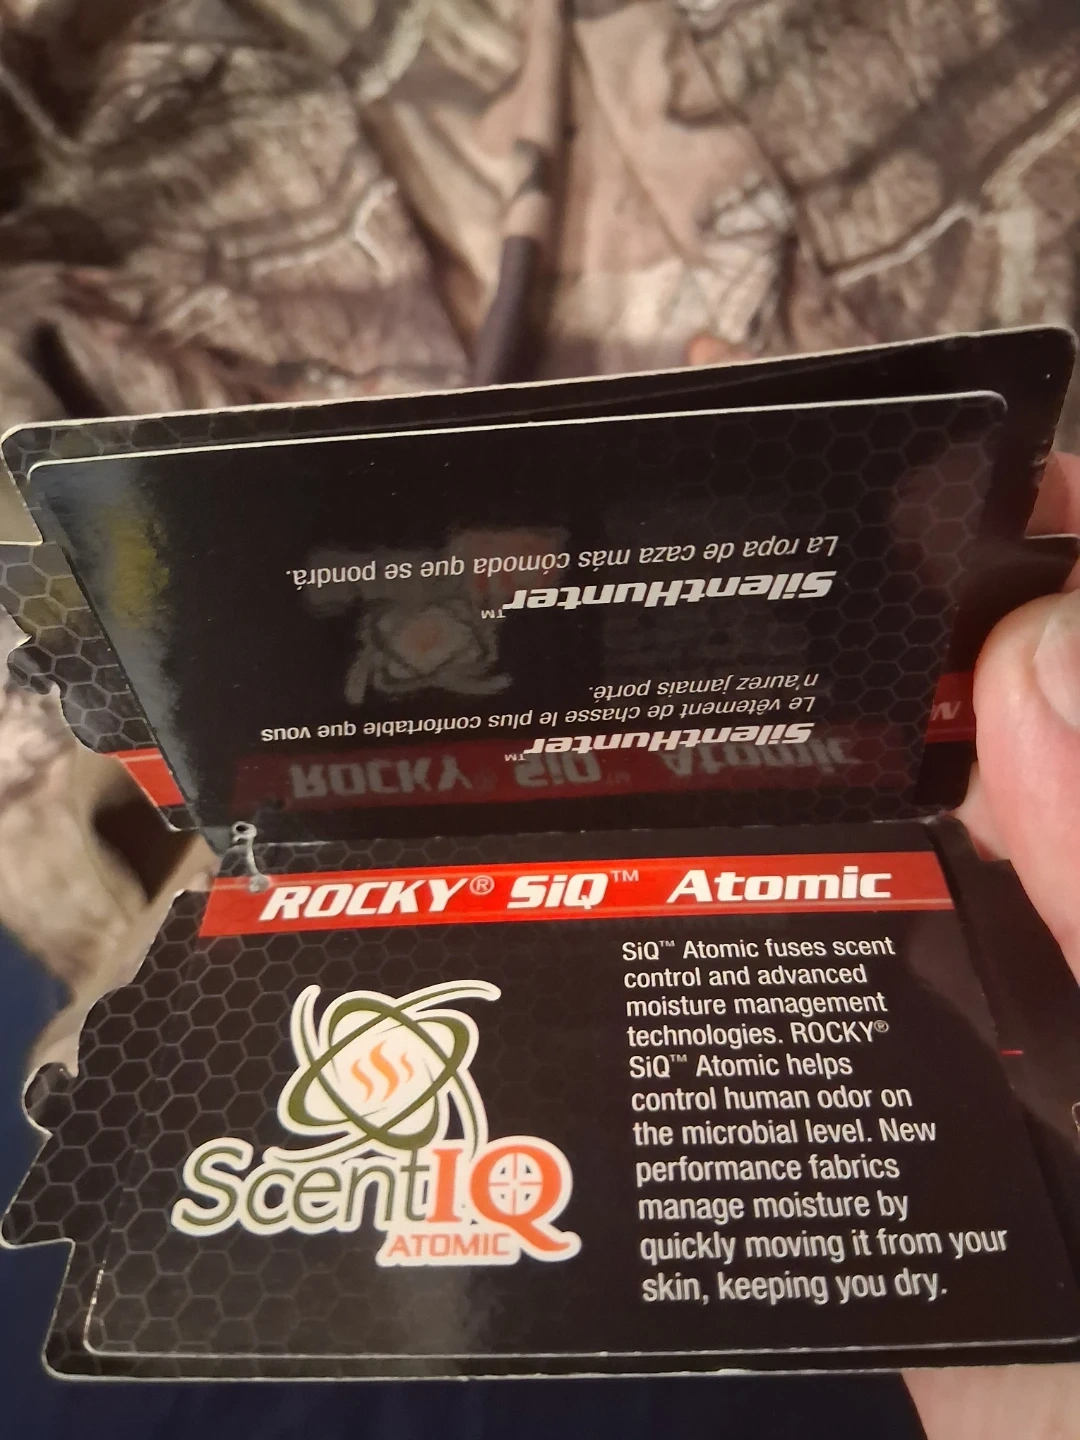 SilentHunter™
Le vêtement de chasse le plus confortable que vous
n'aurez jamais porté.
SilentHunter™
La ropa de caza más cómoda que se pondrá.
ROCKY® SiQ™ Atomic
ScentIQ
ATOMIC
SiQ™ Atomic fuses scent
control and advanced
moisture management
technologies. ROCKY®
SiQ™ Atomic helps
control human odor on
the microbial level. New
performance fabrics
manage moisture by
quickly moving it from your
skin, keeping you dry.